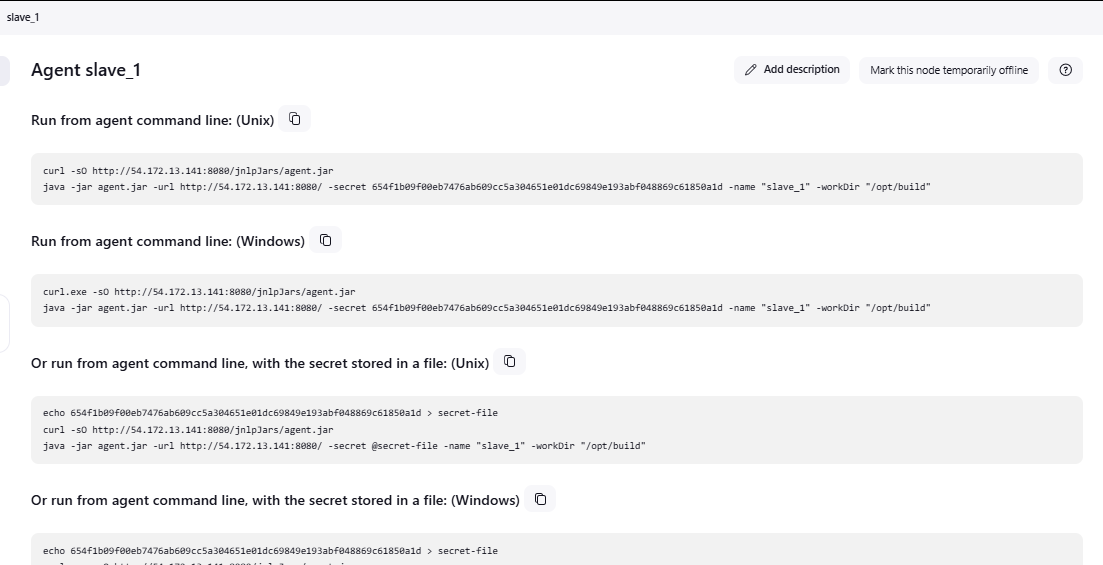 slave_1
Agent slave_1
Add description
Mark this node temporarily offline
Run from agent command line: (Unix)
curl -sO http://54.172.13.141:8080/jnlpJars/agent.jar
java -jar agent.jar -url http://54.172.13.141:8080/ -secret 654f1b09f00eb7476ab609cc5a304651e01dc69849e193abf048869c61850a1d -name "slave_1" -workDir "/opt/build"
Run from agent command line: (Windows)
curl.exe -sO http://54.172.13.141:8080/jnlpJars/agent.jar
java -jar agent.jar -url http://54.172.13.141:8080/ -secret 654f1b09f00eb7476ab609cc5a304651e01dc69849e193abf048869c61850a1d -name "slave_1" -workDir "/opt/build"
Or run from agent command line, with the secret stored in a file: (Unix)
echo 654f1b09f00eb7476ab609cc5a304651e01dc69849e193abf048869c61850a1d > secret-file
curl -sO http://54.172.13.141:8080/jnlpJars/agent.jar
java -jar agent.jar -url http://54.172.13.141:8080/ -secret @secret-file -name "slave_1" -workDir "/opt/build"
Or run from agent command line, with the secret stored in a file: (Windows)
echo 654f1b09f00eb7476ab609cc5a304651e01dc69849e193abf048869c61850a1d > secret-file